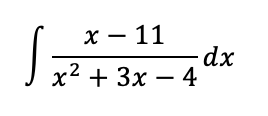 ∫ (x − 11)/(x² + 3x − 4) dx